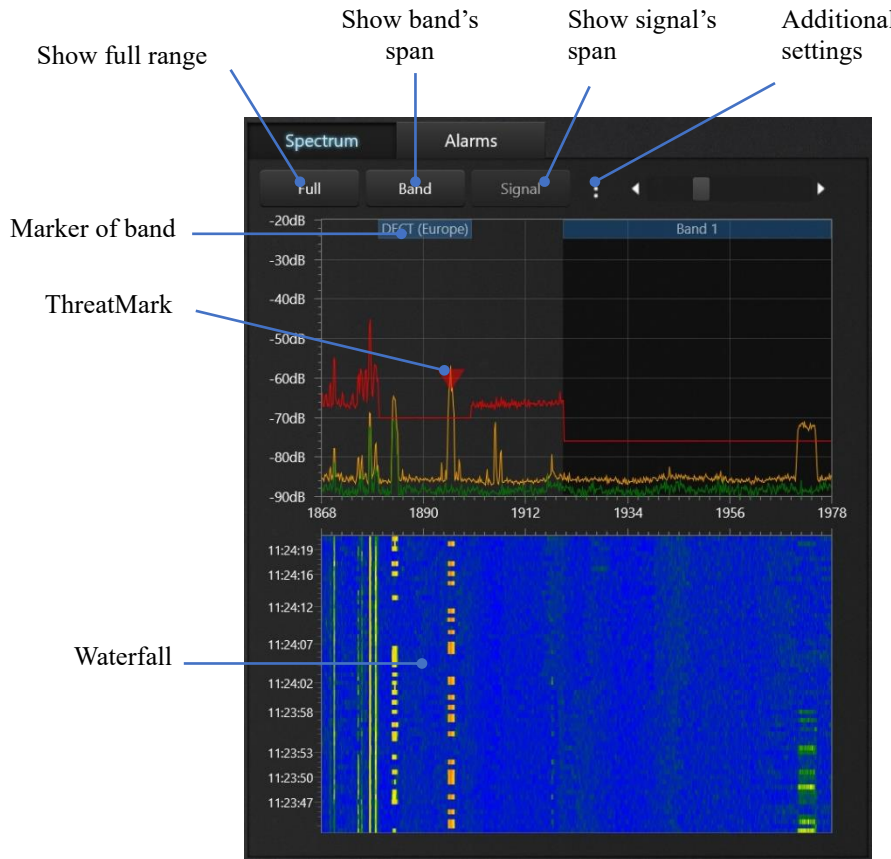 Show band's
span
Show signal's
span
Additional
settings
Show full range
Spectrum
Alarms
Full
Band
Signal
Marker of band
-20dB
DECT (Europe)
Band 1
-30dB
ThreatMark
-40dB
-50dB
-60dB
-70dB
-80dB
-90dB
1868
1890
1912
1934
1956
1978
11:24:19
11:24:16
11:24:12
11:24:07
Waterfall
11:24:02
11:23:58
11:23:53
11:23:50
11:23:47